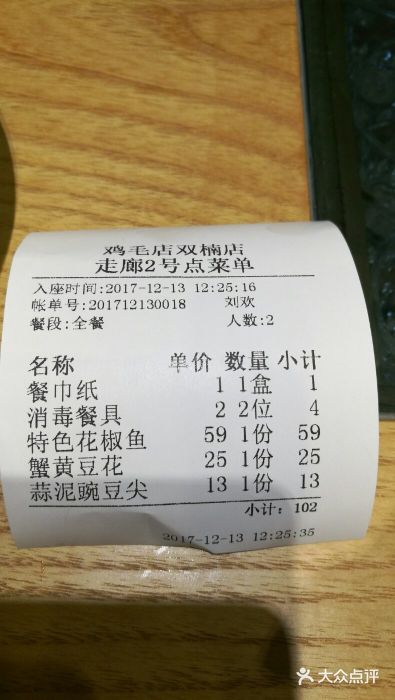 鸡毛店双楠店
走廊2号点菜单
入座时间:2017-12-13 12:25:16
帐单号:201712130018 刘欢
餐段:全餐 人数:2
名称 单价 数量 小计
餐巾纸 1 1盒 1
消毒餐具 2 2位 4
特色花椒鱼 59 1份 59
蟹黄豆花 25 1份 25
蒜泥豌豆尖 13 1份 13
小计: 102
2017-12-13 12:25:35
大众点评